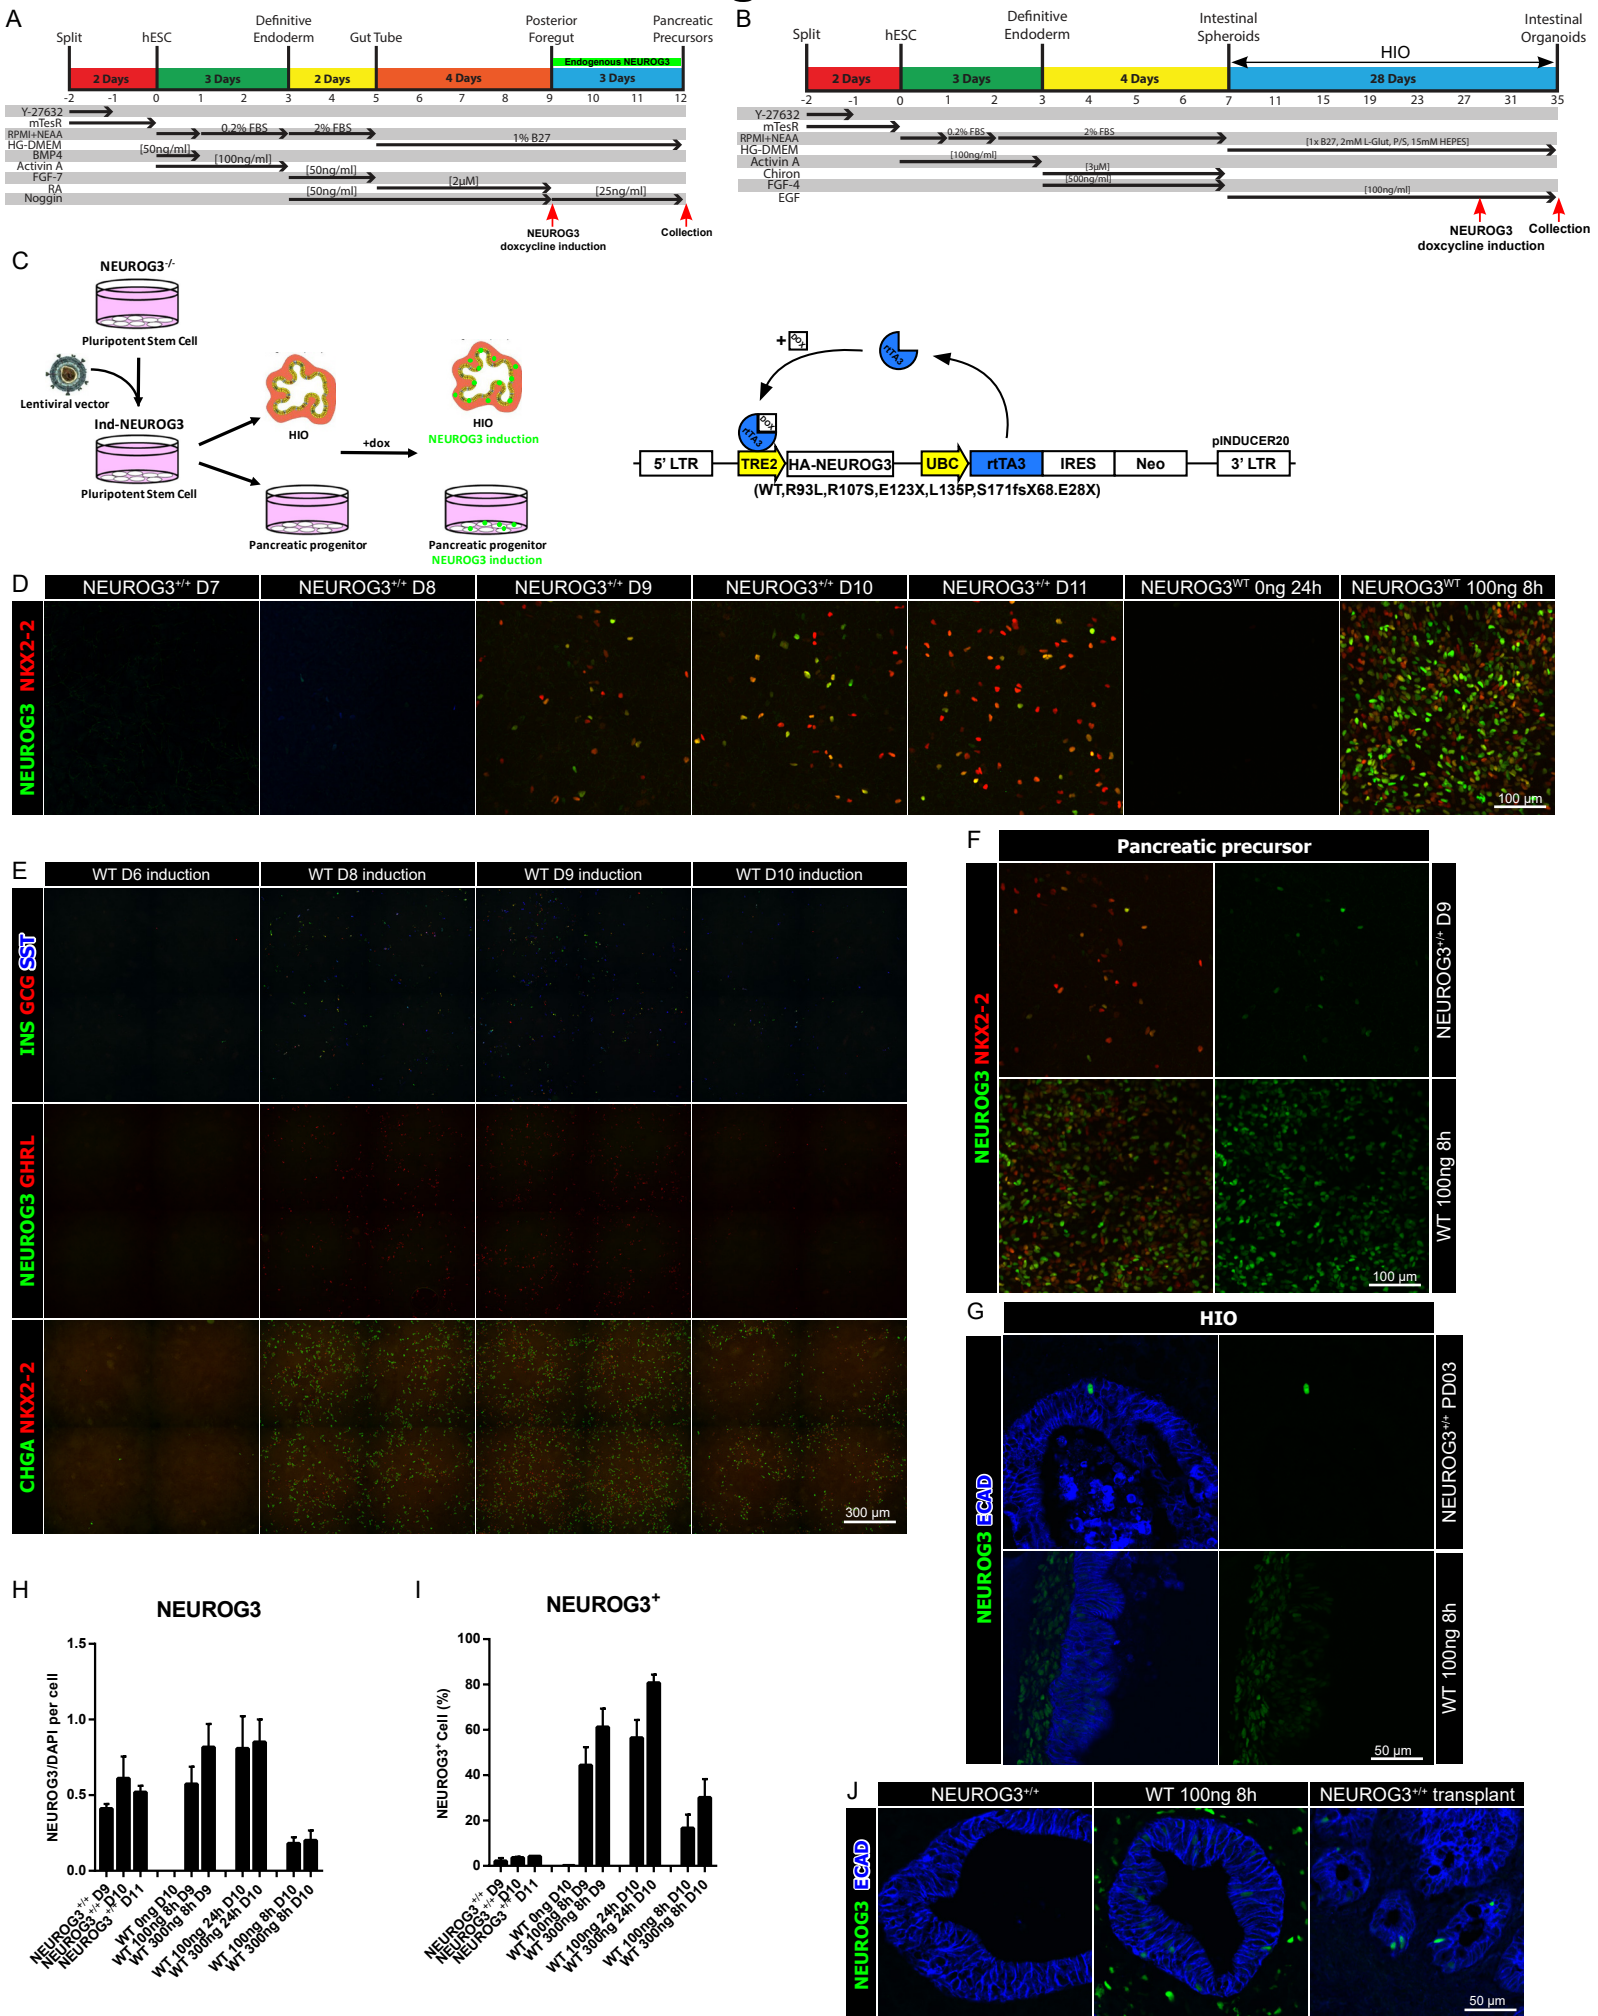 A
Split
hESC
Definitive
Endoderm
Gut Tube
Posterior
Foregut
Pancreatic
Precursors
Endogenous NEUROG3
2 Days
3 Days
2 Days
4 Days
3 Days
-2 -1 0 1 2 3 4 5 6 7 8 9 10 11 12
Y-27632
mTesR
RPMI+NEAA
0.2% FBS
2% FBS
HG-DMEM
1% B27
BMP4
[50ng/ml]
Activin A
[100ng/ml]
FGF-7
[50ng/ml]
RA
[2µM]
Noggin
[50ng/ml]
[25ng/ml]
NEUROG3
doxcycline induction
Collection
B
Split
hESC
Definitive
Endoderm
Intestinal
Spheroids
HIO
Intestinal
Organoids
2 Days
3 Days
4 Days
28 Days
-2 -1 0 1 2 3 4 5 6 7 11 15 19 23 27 31 35
Y-27632
mTesR
RPMI+NEAA
0.2% FBS
2% FBS
HG-DMEM
[1x B27, 2mM L-Glut, P/S, 15mM HEPES]
Activin A
[100ng/ml]
Chiron
[3µM]
FGF-4
[500ng/ml]
EGF
[100ng/ml]
NEUROG3
doxcycline induction
Collection
C
NEUROG3-/-
Pluripotent Stem Cell
Lentiviral vector
Ind-NEUROG3
Pluripotent Stem Cell
HIO
Pancreatic progenitor
+dox
HIO
NEUROG3 induction
Pancreatic progenitor
NEUROG3 induction
+ DOX
rtTA3
DOX
rtTA3
pINDUCER20
5' LTR
TRE2
HA-NEUROG3
UBC
rtTA3
IRES
Neo
3' LTR
(WT,R93L,R107S,E123X,L135P,S171fsX68.E28X)
D
NEUROG3+/+ D7
NEUROG3+/+ D8
NEUROG3+/+ D9
NEUROG3+/+ D10
NEUROG3+/+ D11
NEUROG3WT 0ng 24h
NEUROG3WT 100ng 8h
NEUROG3 NKX2-2
100 µm
E
WT D6 induction
WT D8 induction
WT D9 induction
WT D10 induction
INS GCG SST
NEUROG3 GHRL
CHGA NKX2-2
300 µm
F
Pancreatic precursor
NEUROG3 NKX2-2
NEUROG3+/+ D9
WT 100ng 8h
100 µm
G
HIO
NEUROG3 ECAD
NEUROG3+/+ PD03
WT 100ng 8h
50 µm
H
NEUROG3
NEUROG3/DAPI per cell
1.5
1.0
0.5
0.0
NEUROG3+/+ D9
NEUROG3+/+ D10
NEUROG3+/+ D11
WT 0ng D10
WT 100ng 8h D9
WT 300ng 8h D9
WT 100ng 24h D10
WT 300ng 24h D10
WT 100ng 8h D10
WT 300ng 8h D10
I
NEUROG3+
NEUROG3+ Cell (%)
100
80
60
40
20
0
NEUROG3+/+ D9
NEUROG3+/+ D10
NEUROG3+/+ D11
WT 0ng D10
WT 100ng 8h D9
WT 300ng 8h D9
WT 100ng 24h D10
WT 300ng 24h D10
WT 100ng 8h D10
WT 300ng 8h D10
J
NEUROG3+/+
WT 100ng 8h
NEUROG3+/+ transplant
NEUROG3 ECAD
50 µm